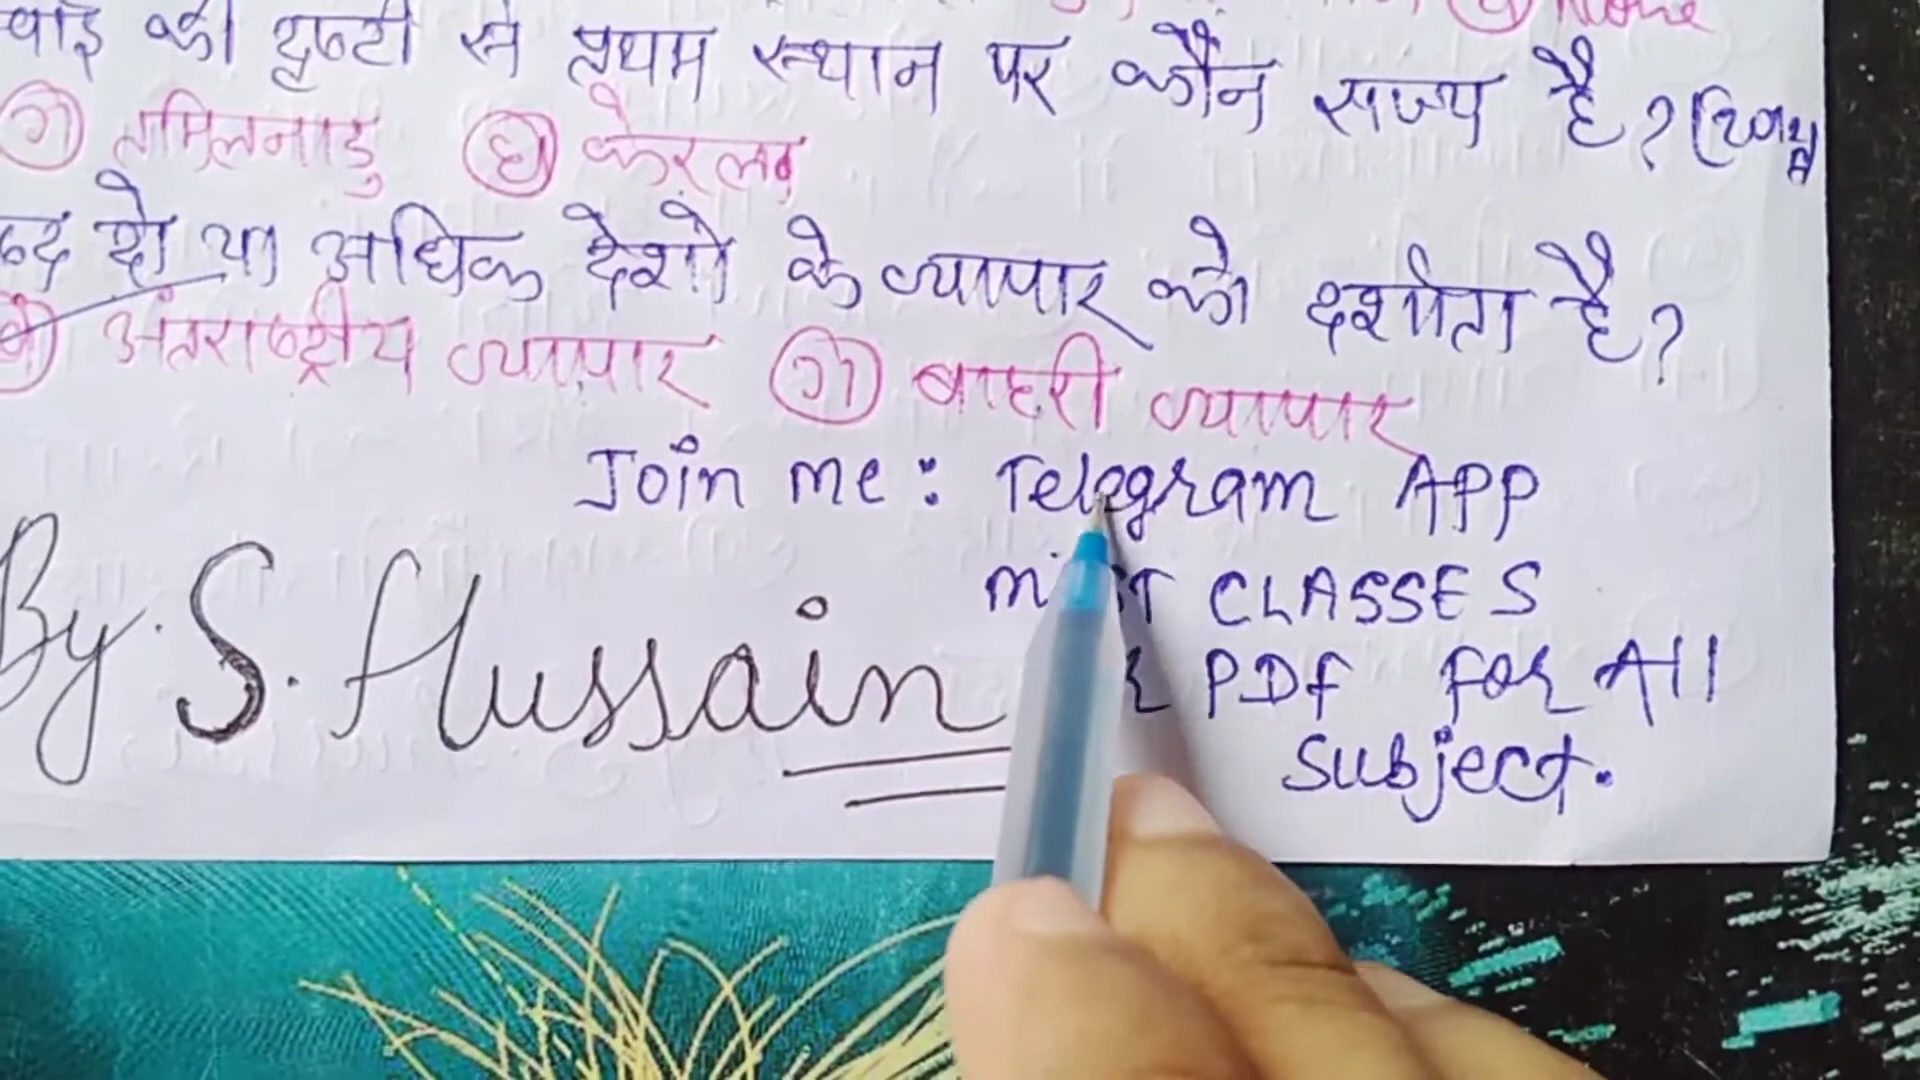 की दृष्टी से प्रथम स्थान पर कौन राज्य है?
ग तमिलनाडु घ केरल
दो या अधिक देशो के व्यापार को दर्शाता है?
अंतराष्ट्रीय व्यापार ग बाहरी व्यापार
Join me: Telegram APP
CLASSES
By. S. Hussain PDF For All
Subject.